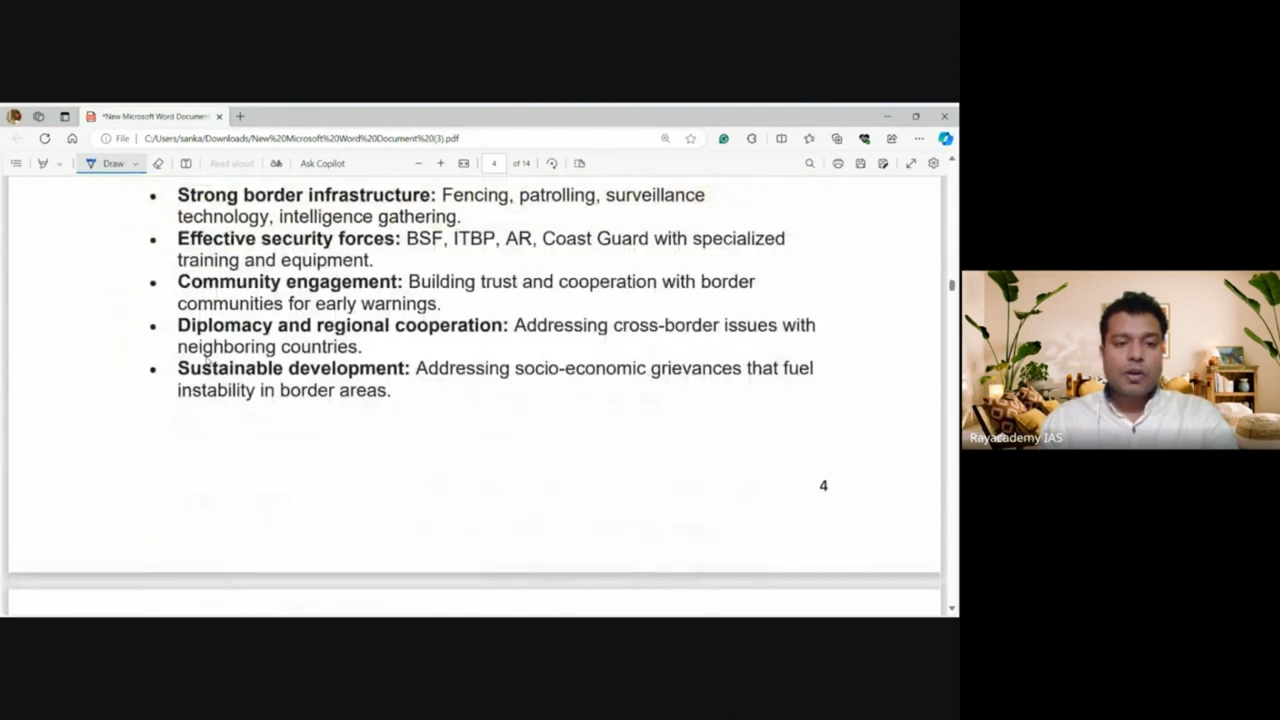 *New Microsoft Word Document
File
C:/Users/sanka/Downloads/New%20Microsoft%20Word%20Document%20(3).pdf
Draw
Read aloud
Ask Copilot
4
of 14
• Strong border infrastructure: Fencing, patrolling, surveillance
technology, intelligence gathering.
• Effective security forces: BSF, ITBP, AR, Coast Guard with specialized
training and equipment.
• Community engagement: Building trust and cooperation with border
communities for early warnings.
• Diplomacy and regional cooperation: Addressing cross-border issues with
neighboring countries.
• Sustainable development: Addressing socio-economic grievances that fuel
instability in border areas.
4
Rayacademy IAS